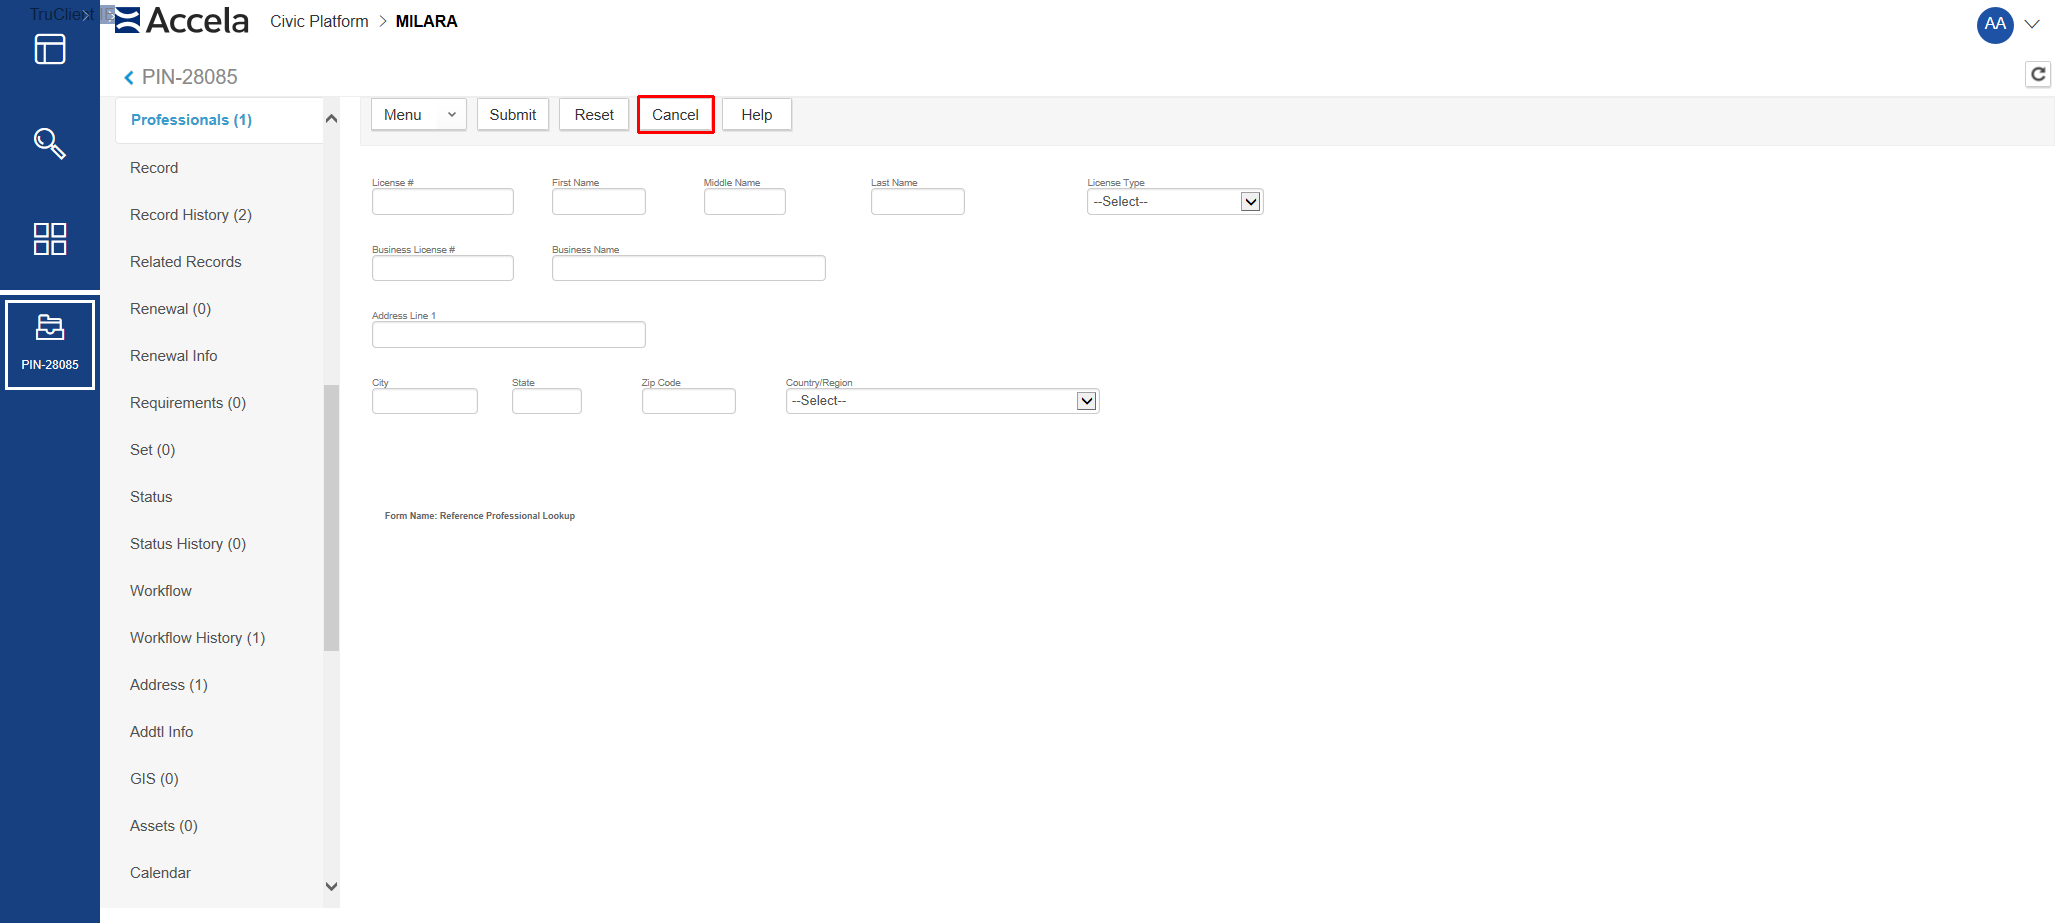 TruClient
Accela
Civic Platform > MILARA
AA
PIN-28085
Professionals (1)
Menu
Submit
Reset
Cancel
Help
Record
Record History (2)
Related Records
Renewal (0)
Renewal Info
Requirements (0)
Set (0)
Status
Status History (0)
Workflow
Workflow History (1)
Address (1)
Addtl Info
GIS (0)
Assets (0)
Calendar
PIN-28085
License #
First Name
Middle Name
Last Name
License Type
--Select--
Business License #
Business Name
Address Line 1
City
State
Zip Code
Country/Region
--Select--
Form Name: Reference Professional Lookup